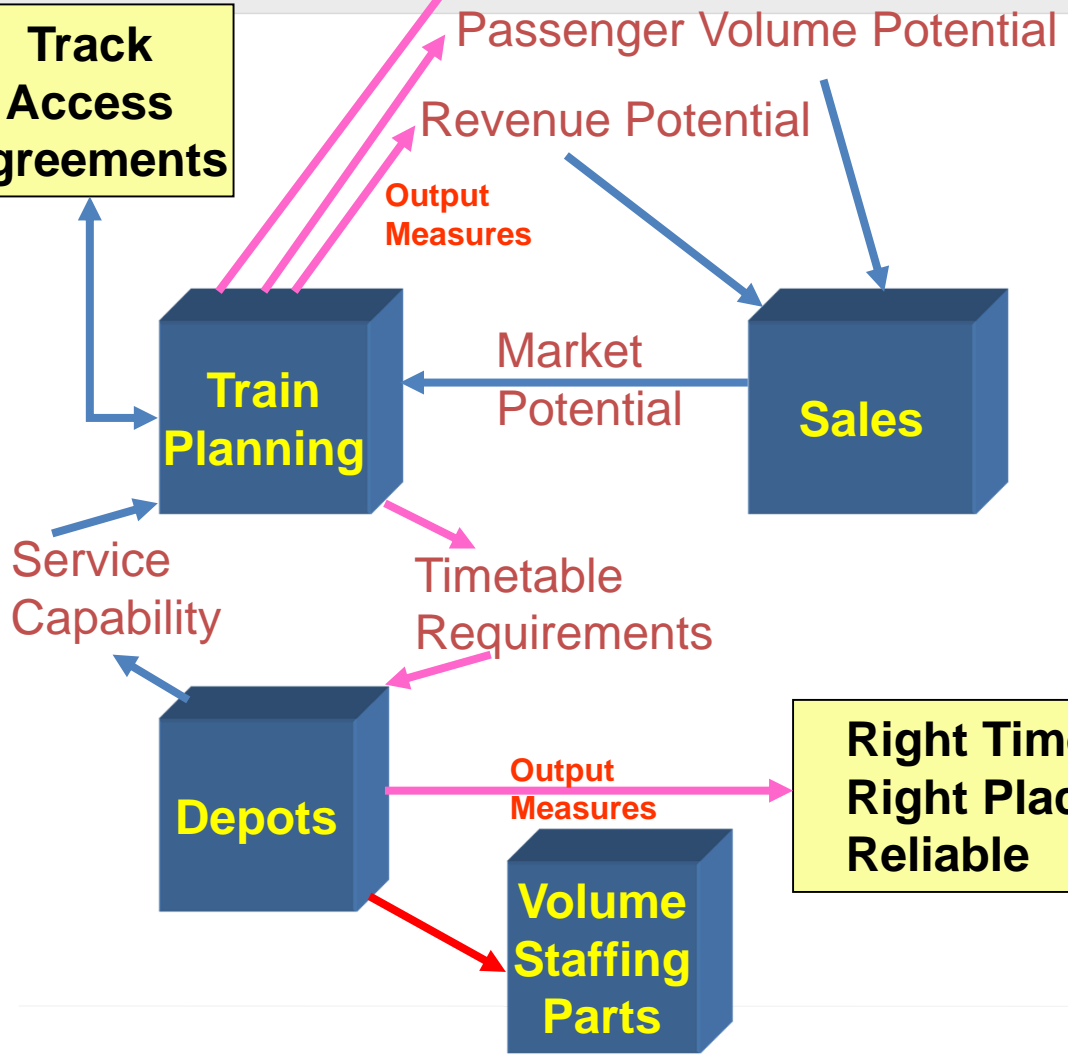 Passenger Volume Potential
Track
Access
greements
Revenue Potential
Output
Measures
Market
Potential
Train
Planning
Sales
Service
Capability
Timetable
Requirements
Right Tim
Right Plac
Reliable
Output
Measures
Depots
Volume
Staffing
Parts